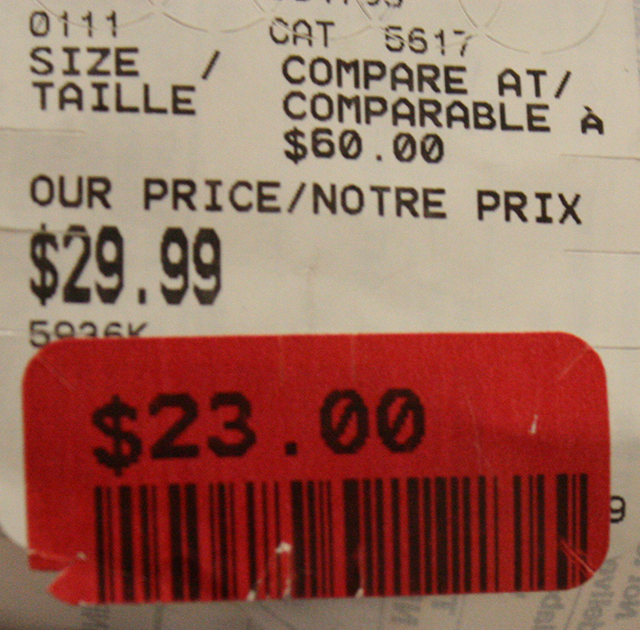 0111 CAT 5617
SIZE / COMPARE AT/
TAILLE COMPARABLE À
$60.00
OUR PRICE/NOTRE PRIX
$29.99
5936K
$23.00
9